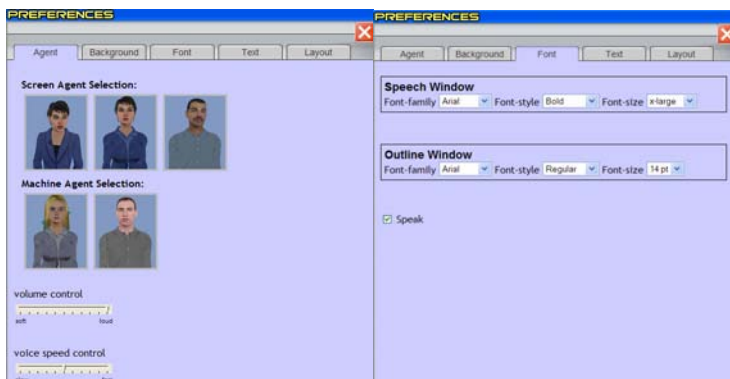 PREFERENCES
Agent Background Font Text Layout
Screen Agent Selection:
Machine Agent Selection:
volume control
soft loud
voice speed control
PREFERENCES
Agent Background Font Text Layout
Speech Window
Font-family Arial Font-style Bold Font-size x-large
Outline Window
Font-family Arial Font-style Regular Font-size 14 pt
Speak